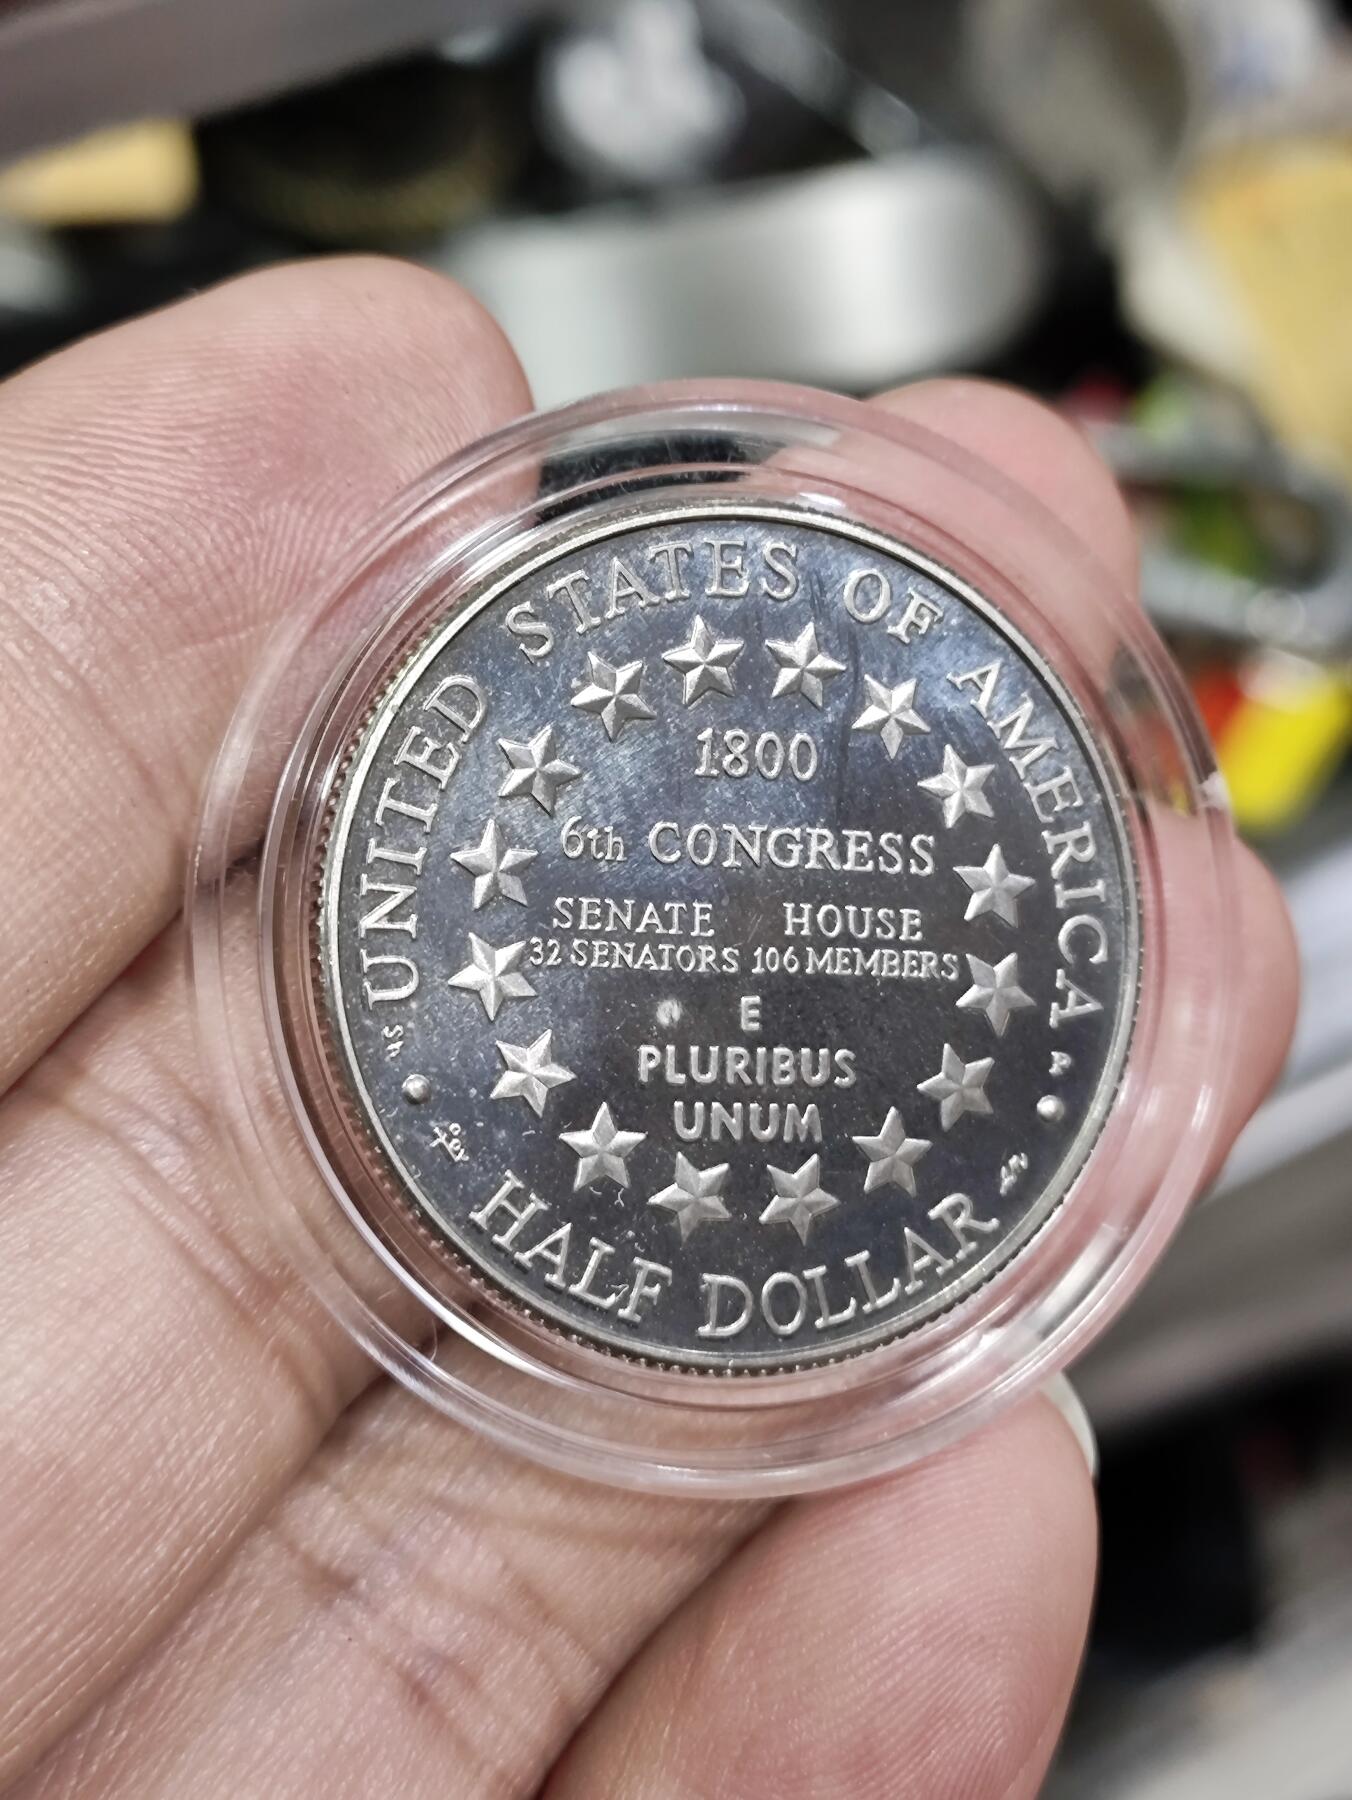 UNITED STATES OF AMERICA
1800
6th CONGRESS
SENATE HOUSE
32 SENATORS 106 MEMBERS
E
PLURIBUS
UNUM
HALF DOLLAR